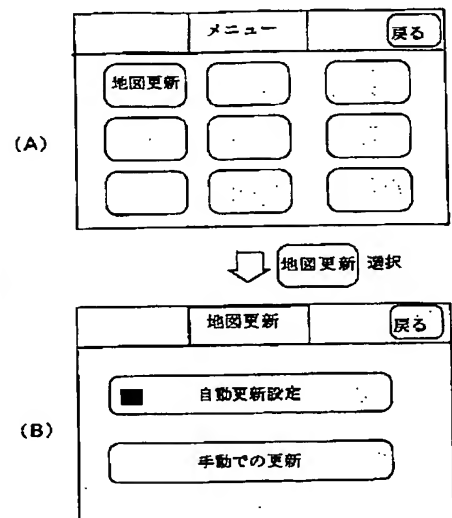 メニュー 戻る
地図更新
(A)
地図更新 選択
地図更新 戻る
自動更新設定
(B)
手動での更新